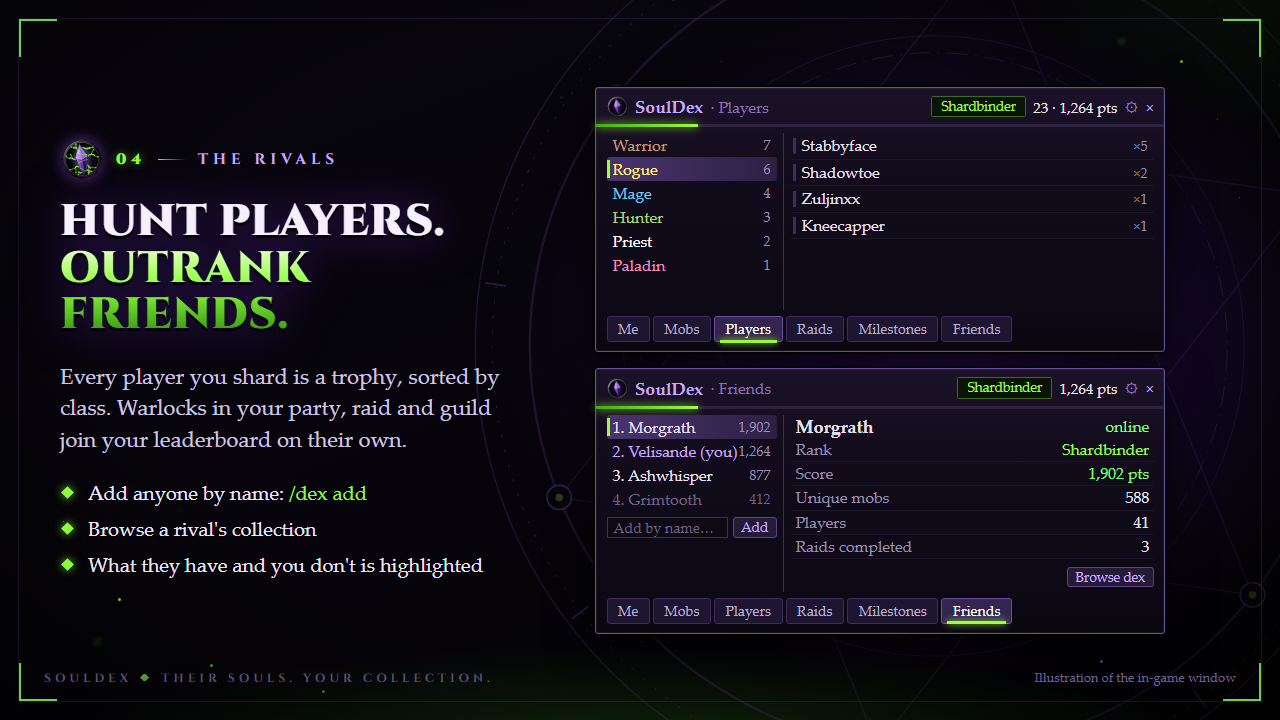 04 — THE RIVALS
HUNT PLAYERS.
OUTRANK
FRIENDS.
Every player you shard is a trophy, sorted by
class. Warlocks in your party, raid and guild
join your leaderboard on their own.
Add anyone by name: /dex add
Browse a rival's collection
What they have and you don't is highlighted
SoulDex · Players
Shardbinder 23 · 1,264 pts ⚙ ×
Warrior 7
Rogue 6
Mage 4
Hunter 3
Priest 2
Paladin 1
Stabbyface ×5
Shadowtoe ×2
Zuljinxx ×1
Kneecapper ×1
Me Mobs Players Raids Milestones Friends
SoulDex · Friends
Shardbinder 1,264 pts ⚙ ×
1. Morgrath 1,902
2. Velisande (you) 1,264
3. Ashwhisper 877
4. Grimtooth 412
Add by name... Add
Morgrath online
Rank Shardbinder
Score 1,902 pts
Unique mobs 588
Players 41
Raids completed 3
Browse dex
Me Mobs Players Raids Milestones Friends
SOULDEX ◆ THEIR SOULS. YOUR COLLECTION.
Illustration of the in-game window